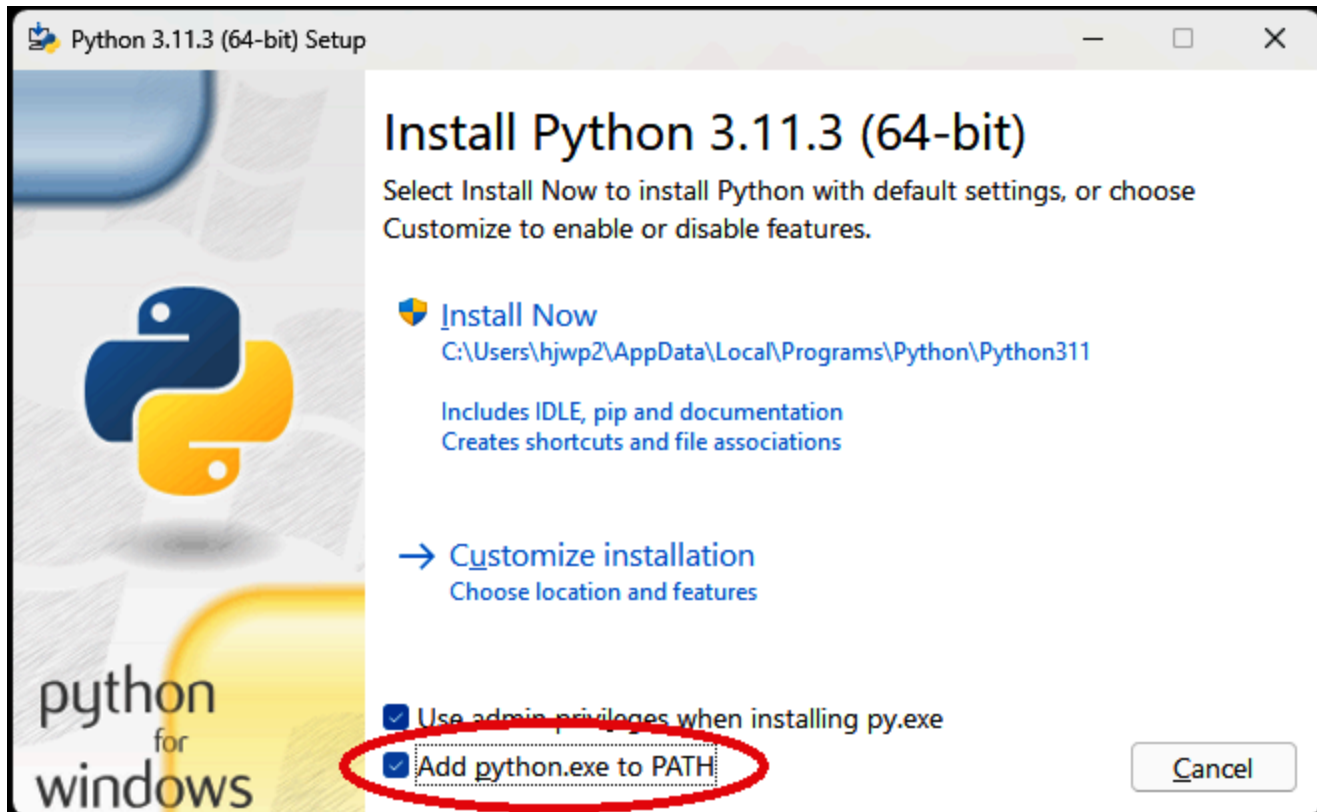 Python 3.11.3 (64-bit) Setup
Install Python 3.11.3 (64-bit)
Select Install Now to install Python with default settings, or choose
Customize to enable or disable features.
Install Now
C:\Users\hjwp2\AppData\Local\Programs\Python\Python311
Includes IDLE, pip and documentation
Creates shortcuts and file associations
Customize installation
Choose location and features
Use admin privileges when installing py.exe
Add python.exe to PATH
Cancel
python
for
windows